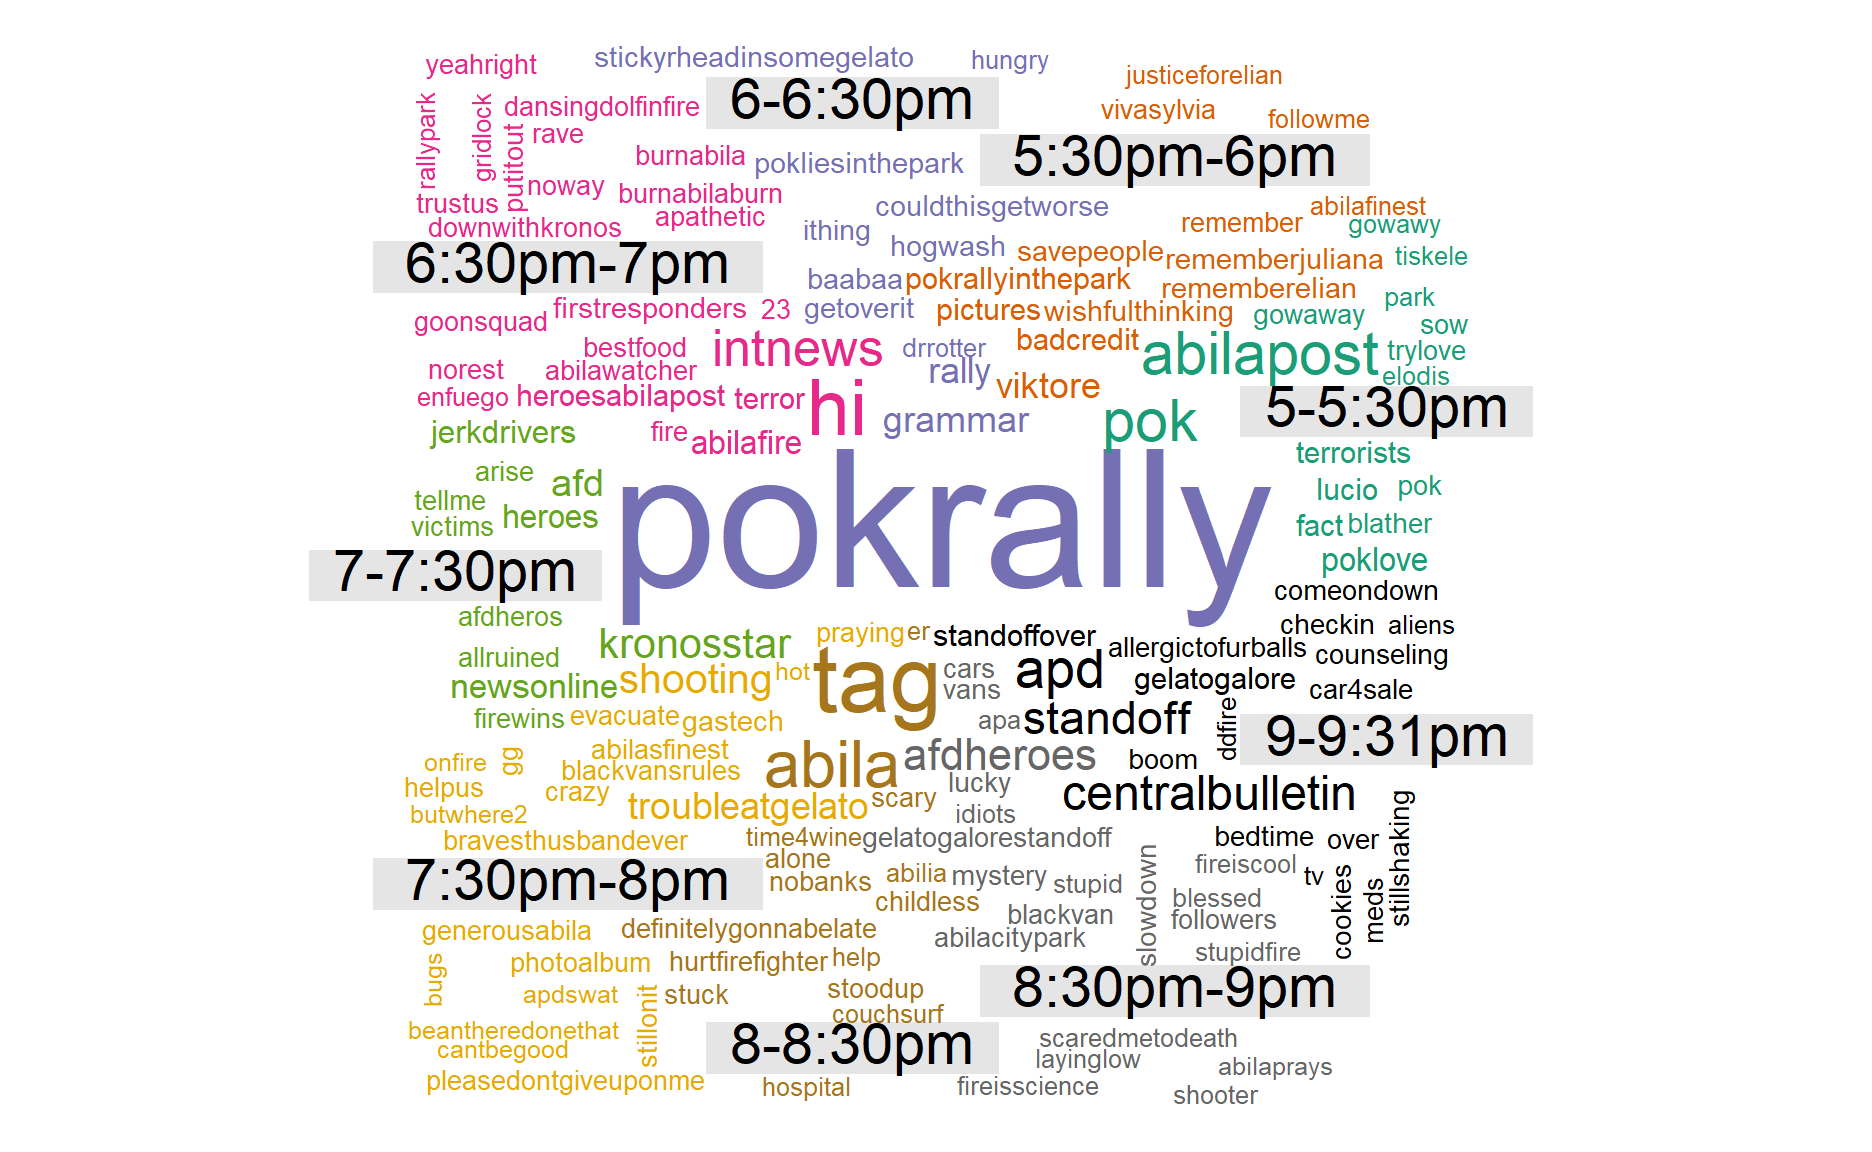 stickyrheadinsomegelato
hungry
yeahright
justiceforelian
6-6:30pm
rallypark
gridlock
dansingdolfinfire
vivasylvia
followme
putitout
rave
5:30pm-6pm
burnabila
pokliesinthepark
noway
burnabilaburn
trustus
apathetic
couldthisgetworse
abilafinest
downwithkronos
ithing
remember
gowawy
6:30pm-7pm
hogwash
savepeople
rememberjuliana
tiskele
baabaa
pokrallyinthepark
rememberelian
park
firstresponders
23
getoverit
pictures
wishfulthinking
gowaway
goonsquad
sow
bestfood
intnews
drrotter
badcredit
abilapost
trylove
norest
abilawatcher
rally
viktore
elodis
enfuego
heroesabilapost
terror
hi
5-5:30pm
jerkdrivers
fire
abilafire
grammar
pok
terrorists
arise
afd
pokrally
lucio
pok
tellme
victims
heroes
fact
blather
7-7:30pm
poklove
comeondown
afdheros
checkin
aliens
kronosstar
praying
er
standoffover
allruined
allergictofurballs
counseling
newsonline
shooting
hot
tag
cars
vans
apd
gelatogalore
car4sale
firewins
evacuate
gastech
apa
standoff
ddfire
9-9:31pm
onfire
gg
abilasfinest
abila
afdheroes
boom
blackvansrules
helpus
crazy
lucky
centralbulletin
butwhere2
troubleatgelato
scary
idiots
stillshaking
bravesthusbandever
time4wine
gelatogalorestandoff
bedtime
over
7:30pm-8pm
alone
fireiscool
nobanks
abilia
mystery
stupid
tv
childless
slowdown
blessed
cookies
meds
blackvan
followers
generousabila
definitelygonnabelate
abilacitypark
stupidfire
bugs
photoalbum
hurtfirefighter
help
8:30pm-9pm
apdswat
stillonit
stuck
stoodup
couchsurf
beantheredonethat
8-8:30pm
scaredmetodeath
cantbegood
layinglow
abilaprays
pleasedontgiveuponme
hospital
fireisscience
shooter